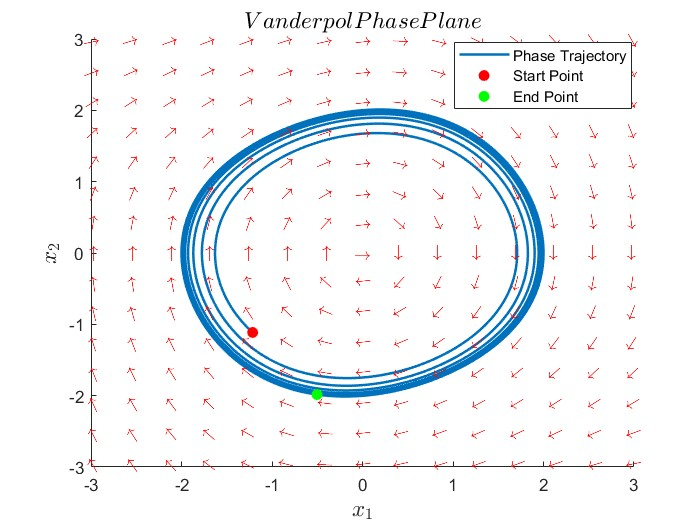 VanderpolPhasePlane
Phase Trajectory
Start Point
End Point
3
2
1
0
-1
-2
-3
x₂
-3 -2 -1 0 1 2 3
x₁